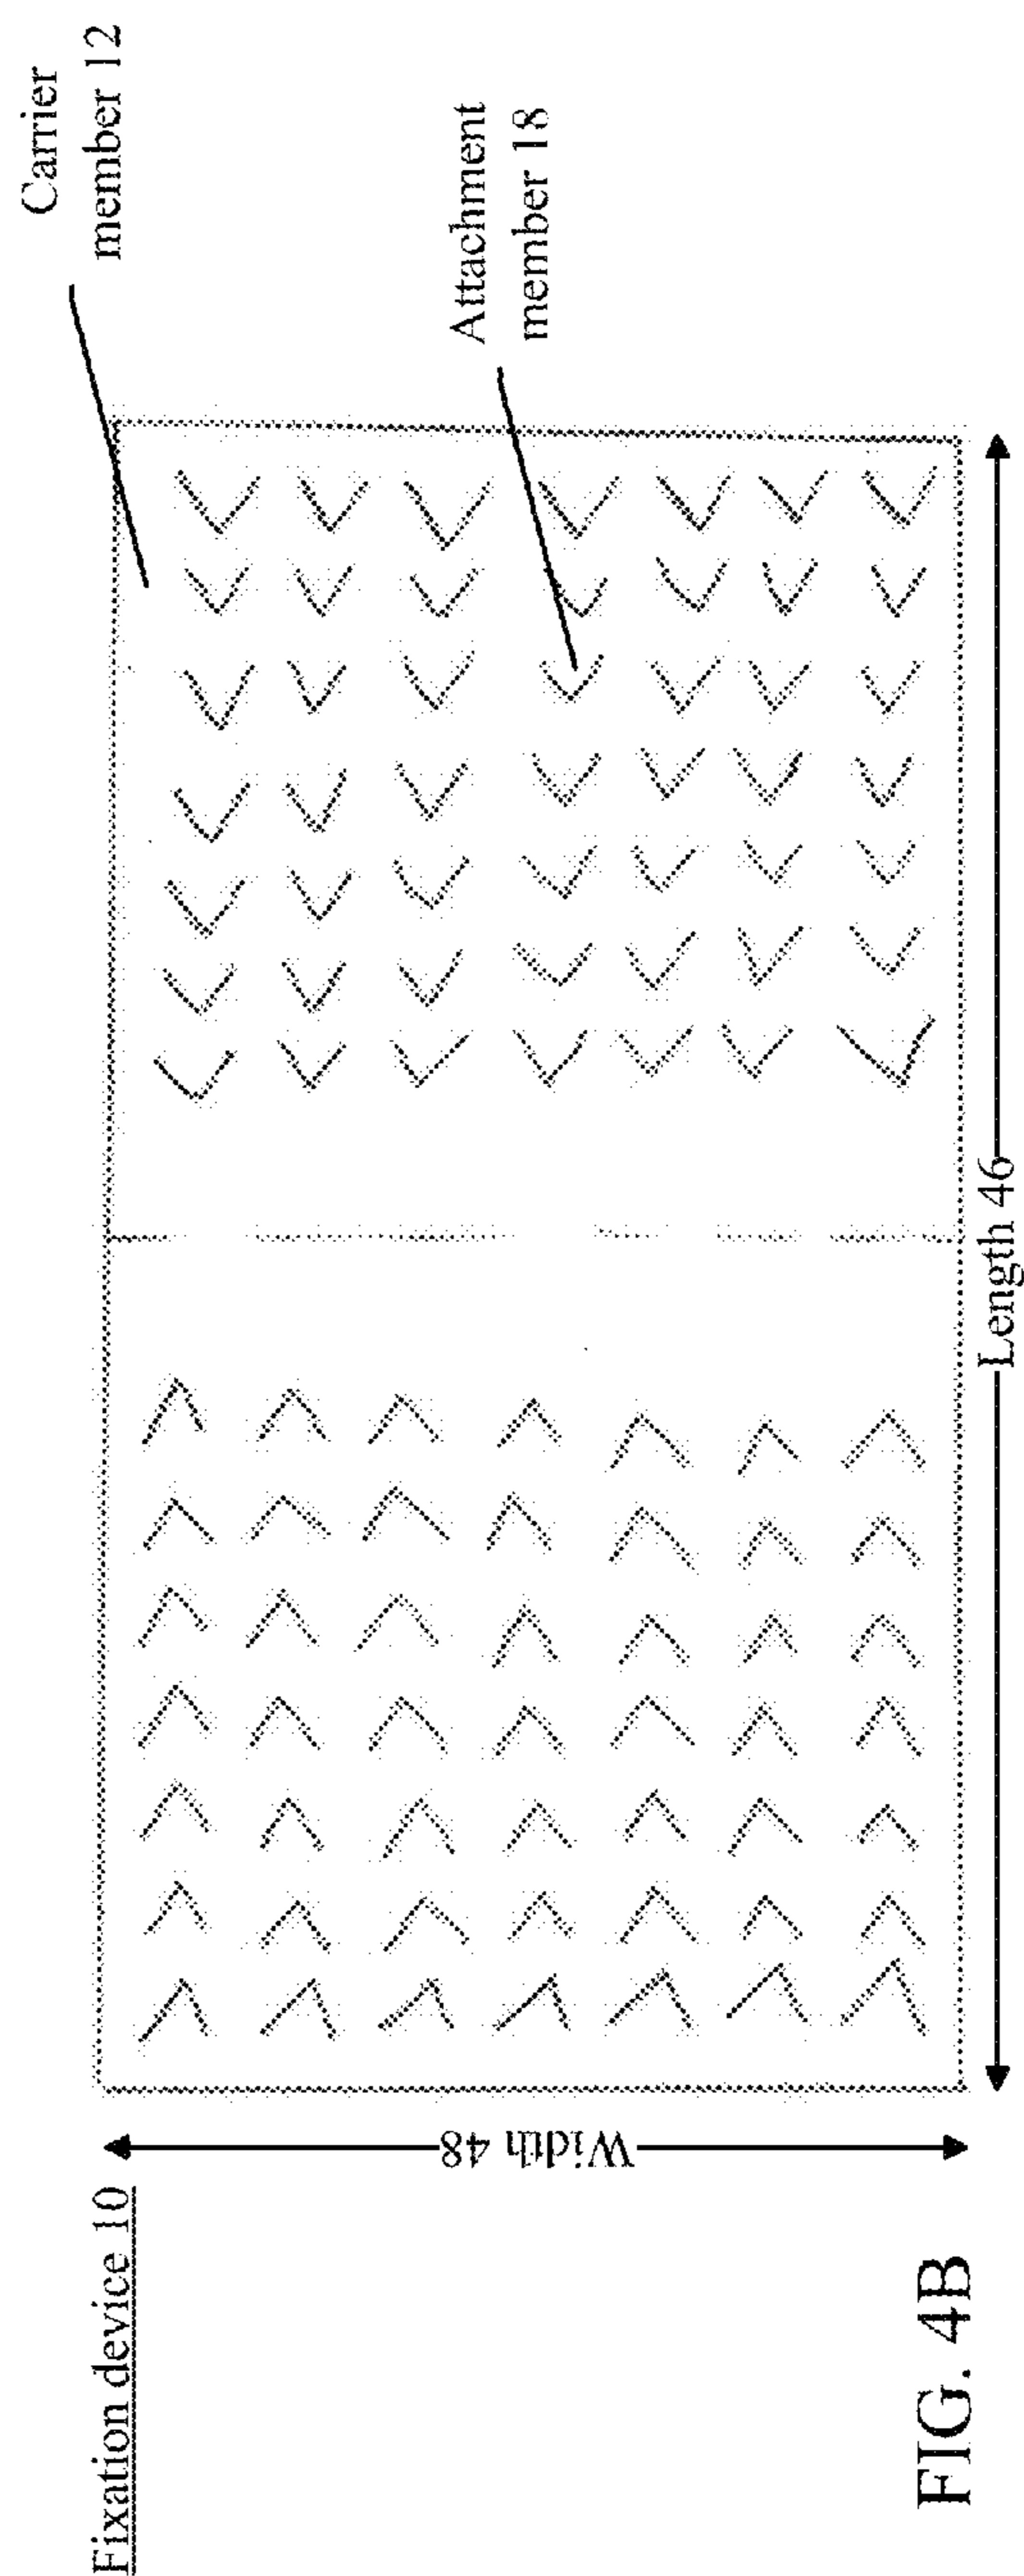 Fixation device 10
Carrier
member 12
Attachment
member 18
Width 48
Length 46
FIG. 4B